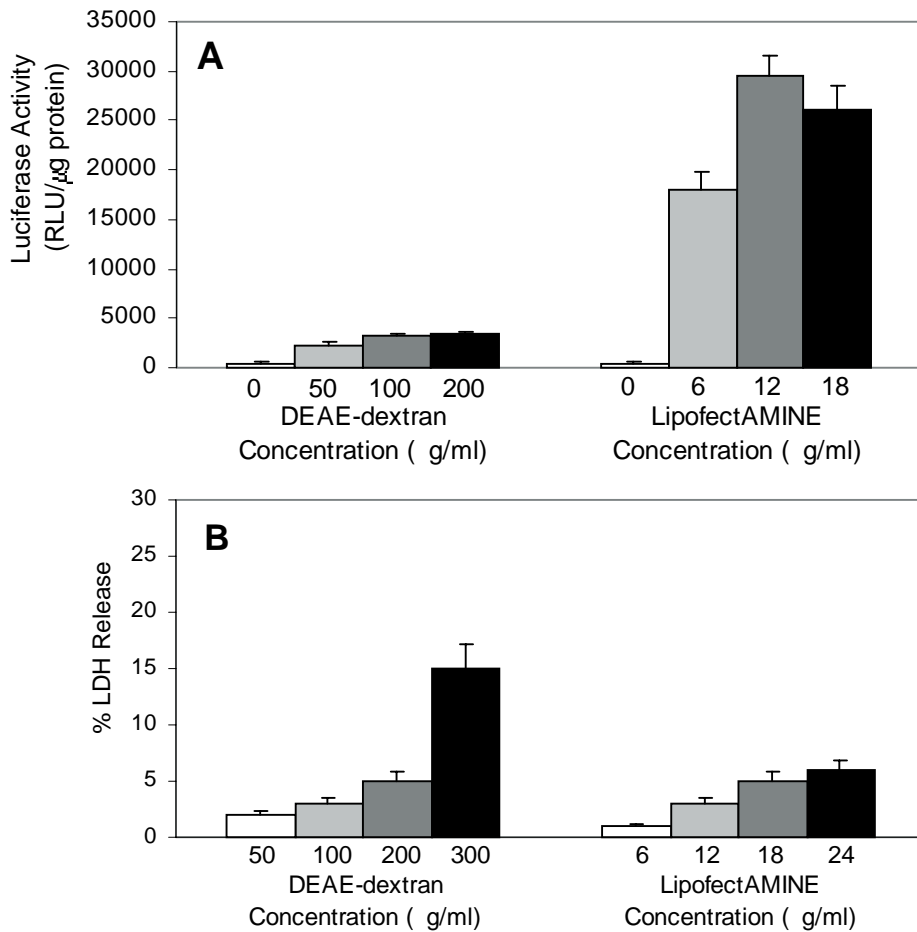 A
Luciferase Activity
(RLU/μg protein)
35000
30000
25000
20000
15000
10000
5000
0
0 50 100 200
0 6 12 18
DEAE-dextran
LipofectAMINE
Concentration ( g/ml)
Concentration ( g/ml)
B
% LDH Release
30
25
20
15
10
5
0
50 100 200 300
6 12 18 24
DEAE-dextran
LipofectAMINE
Concentration ( g/ml)
Concentration ( g/ml)